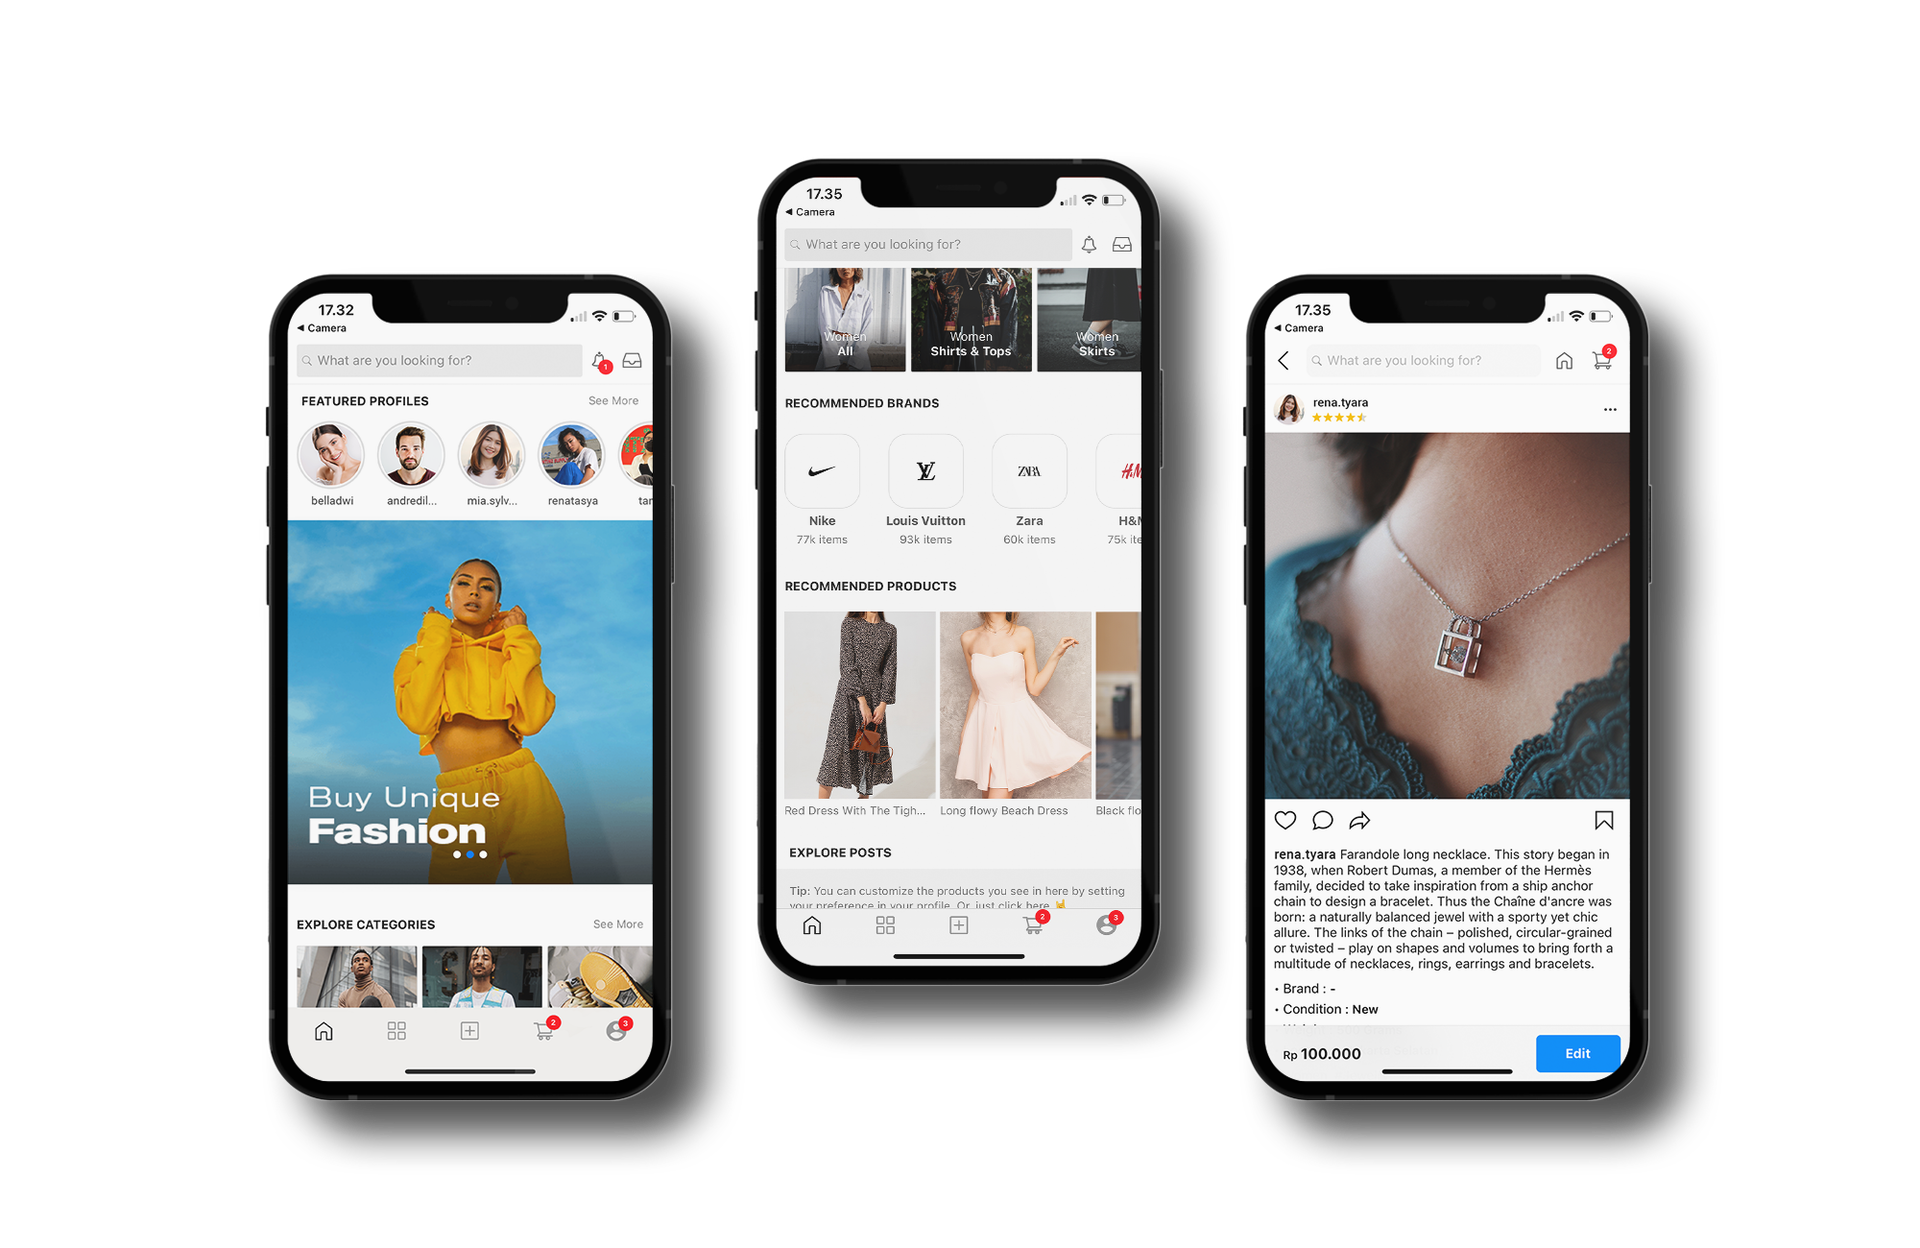 17.32
Camera
What are you looking for?
1
FEATURED PROFILES
See More
belladwi
andredil...
mia.sylv...
renatasya
tar
Buy Unique
Fashion
EXPLORE CATEGORIES
See More
2
3
17.35
Camera
What are you looking for?
Women
All
Women
Shirts & Tops
Women
Skirts
RECOMMENDED BRANDS
ZARA
H&M
Nike
Louis Vuitton
Zara
77k items
93k items
60k items
75k ite
RECOMMENDED PRODUCTS
Red Dress With The Tigh...
Long flowy Beach Dress
Black flo
EXPLORE POSTS
Tip: You can customize the products you see in here by setting
your preference in your profile. Or, just click here
2
3
17.35
Camera
What are you looking for?
2
rena.tyara
rena.tyara Farandole long necklace. This story began in
1938, when Robert Dumas, a member of the Hermès
family, decided to take inspiration from a ship anchor
chain to design a bracelet. Thus the Chaîne d'ancre was
born: a naturally balanced jewel with a sporty yet chic
allure. The links of the chain – polished, circular-grained
or twisted – play on shapes and volumes to bring forth a
multitude of necklaces, rings, earrings and bracelets.
• Brand : -
• Condition : New
Rp 100.000
Edit